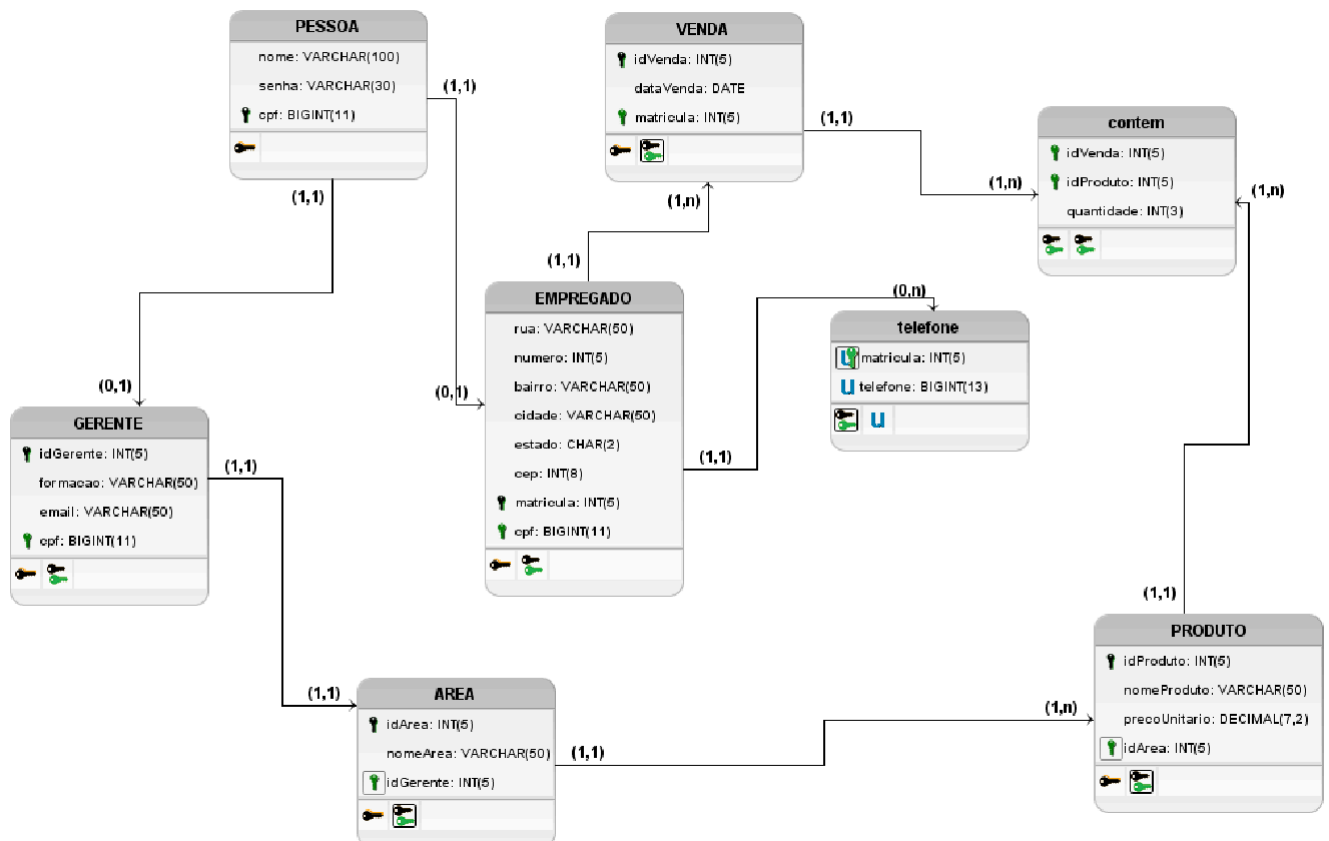 PESSOA
nome: VARCHAR(100)
senha: VARCHAR(30)
cpf: BIGINT(11)
(1,1)
(1,1)
VENDA
idVenda: INT(5)
dataVenda: DATE
matricula: INT(5)
(1,1)
(1,n)
contem
idVenda: INT(5)
idProduto: INT(5)
quantidade: INT(3)
(1,n)
(1,n)
(1,1)
EMPREGADO
rua: VARCHAR(50)
numero: INT(5)
bairro: VARCHAR(50)
cidade: VARCHAR(50)
estado: CHAR(2)
cep: INT(8)
matricula: INT(5)
cpf: BIGINT(11)
(0,1)
(1,1)
(0,n)
telefone
U matricula: INT(5)
U telefone: BIGINT(13)
U
(0,1)
GERENTE
idGerente: INT(5)
formacao: VARCHAR(50)
email: VARCHAR(50)
cpf: BIGINT(11)
(1,1)
(1,1)
AREA
idArea: INT(5)
nomeArea: VARCHAR(50)
idGerente: INT(5)
(1,1)
(1,n)
(1,1)
PRODUTO
idProduto: INT(5)
nomeProduto: VARCHAR(50)
precoUnitario: DECIMAL(7,2)
idArea: INT(5)